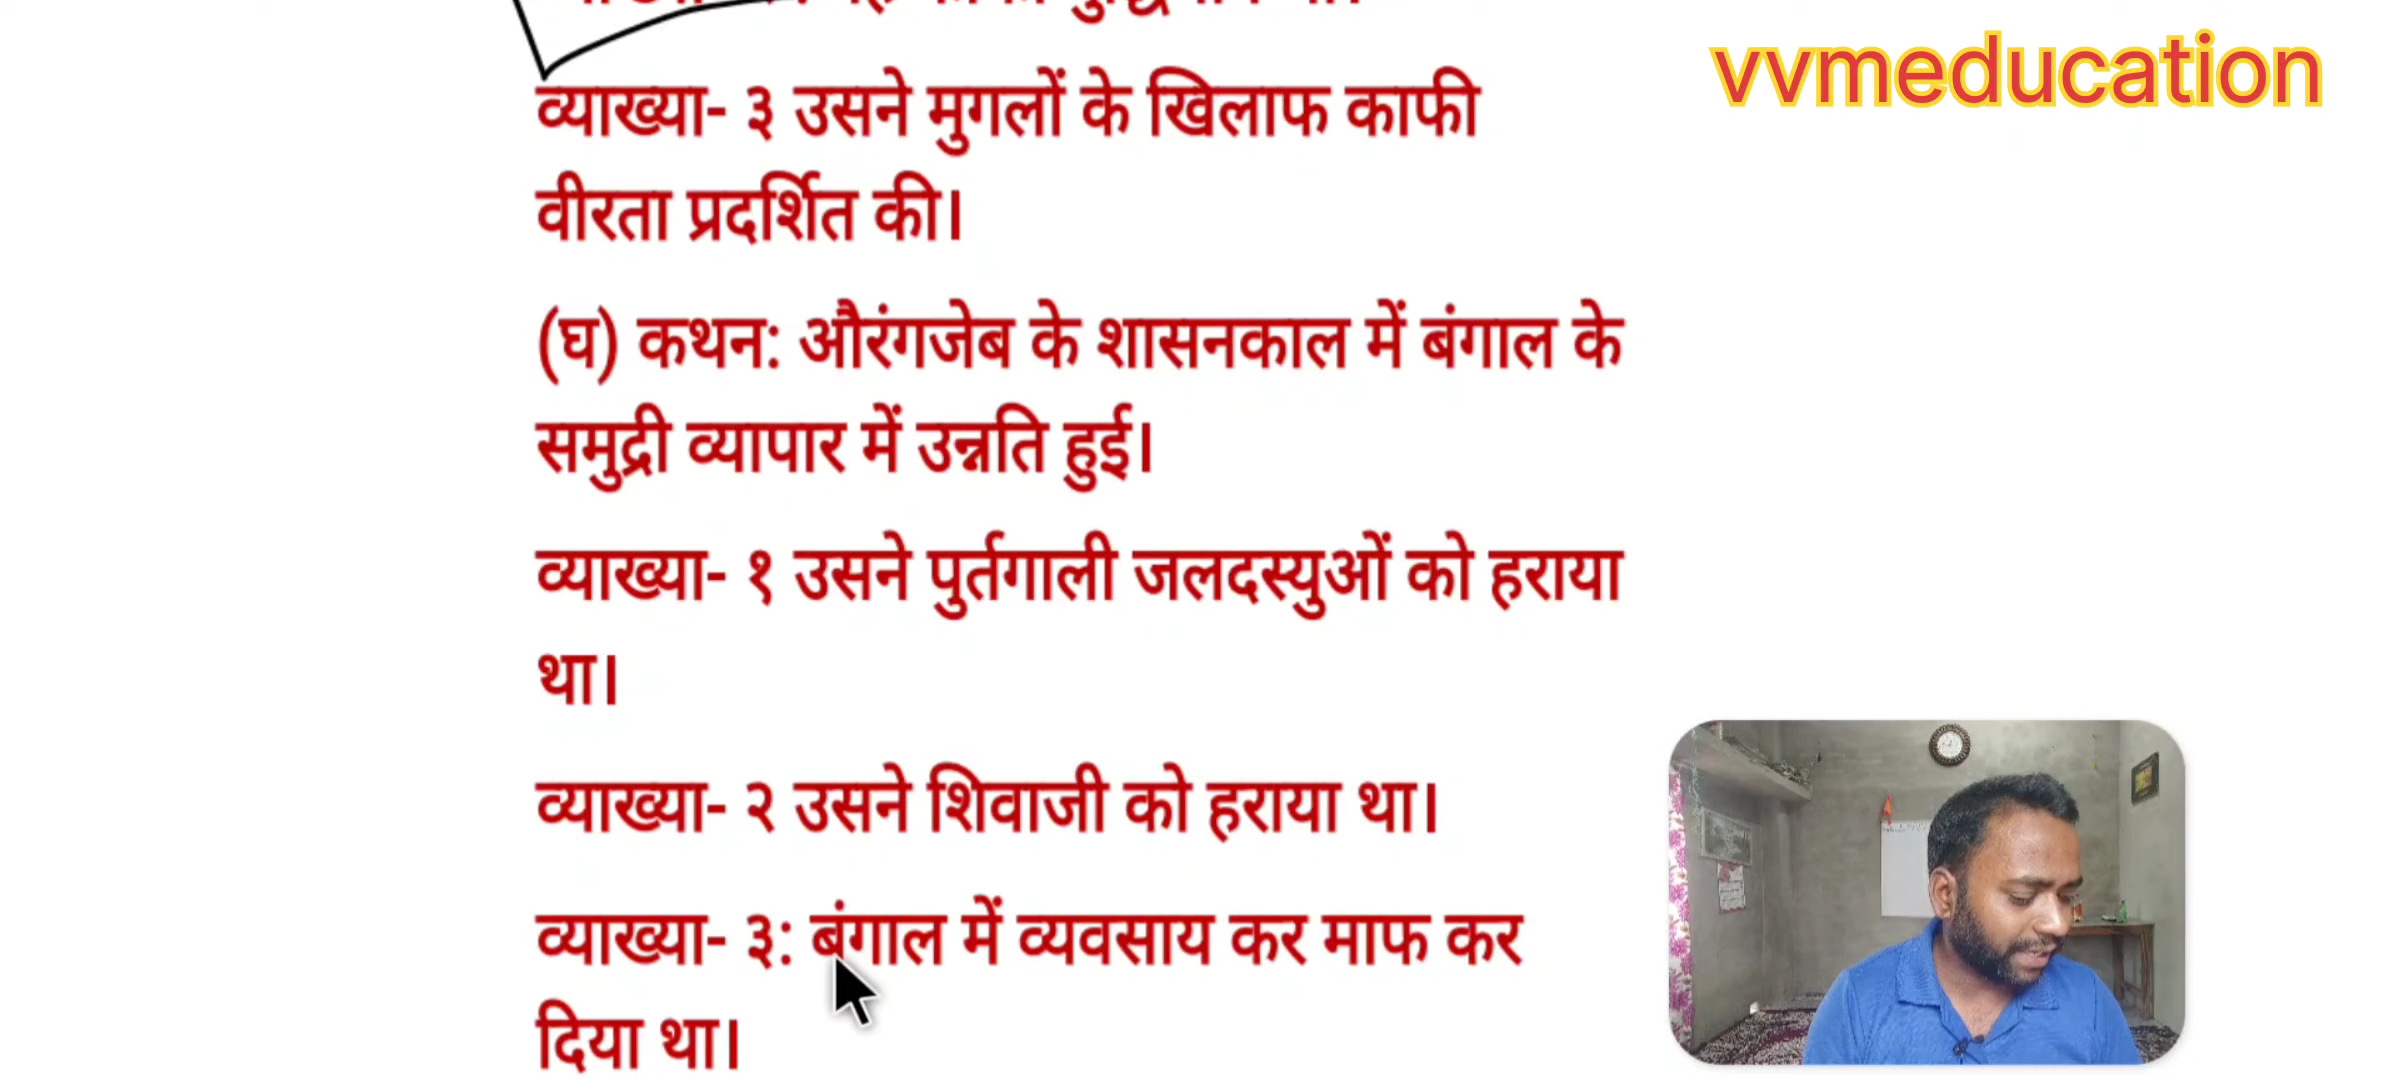 vvmeducation
व्याख्या- ३ उसने मुगलों के खिलाफ काफी
वीरता प्रदर्शित की।
(घ) कथन: औरंगजेब के शासनकाल में बंगाल के
समुद्री व्यापार में उन्नति हुई।
व्याख्या- १ उसने पुर्तगाली जलदस्युओं को हराया
था।
व्याख्या- २ उसने शिवाजी को हराया था।
व्याख्या- ३: बंगाल में व्यवसाय कर माफ कर
दिया था।